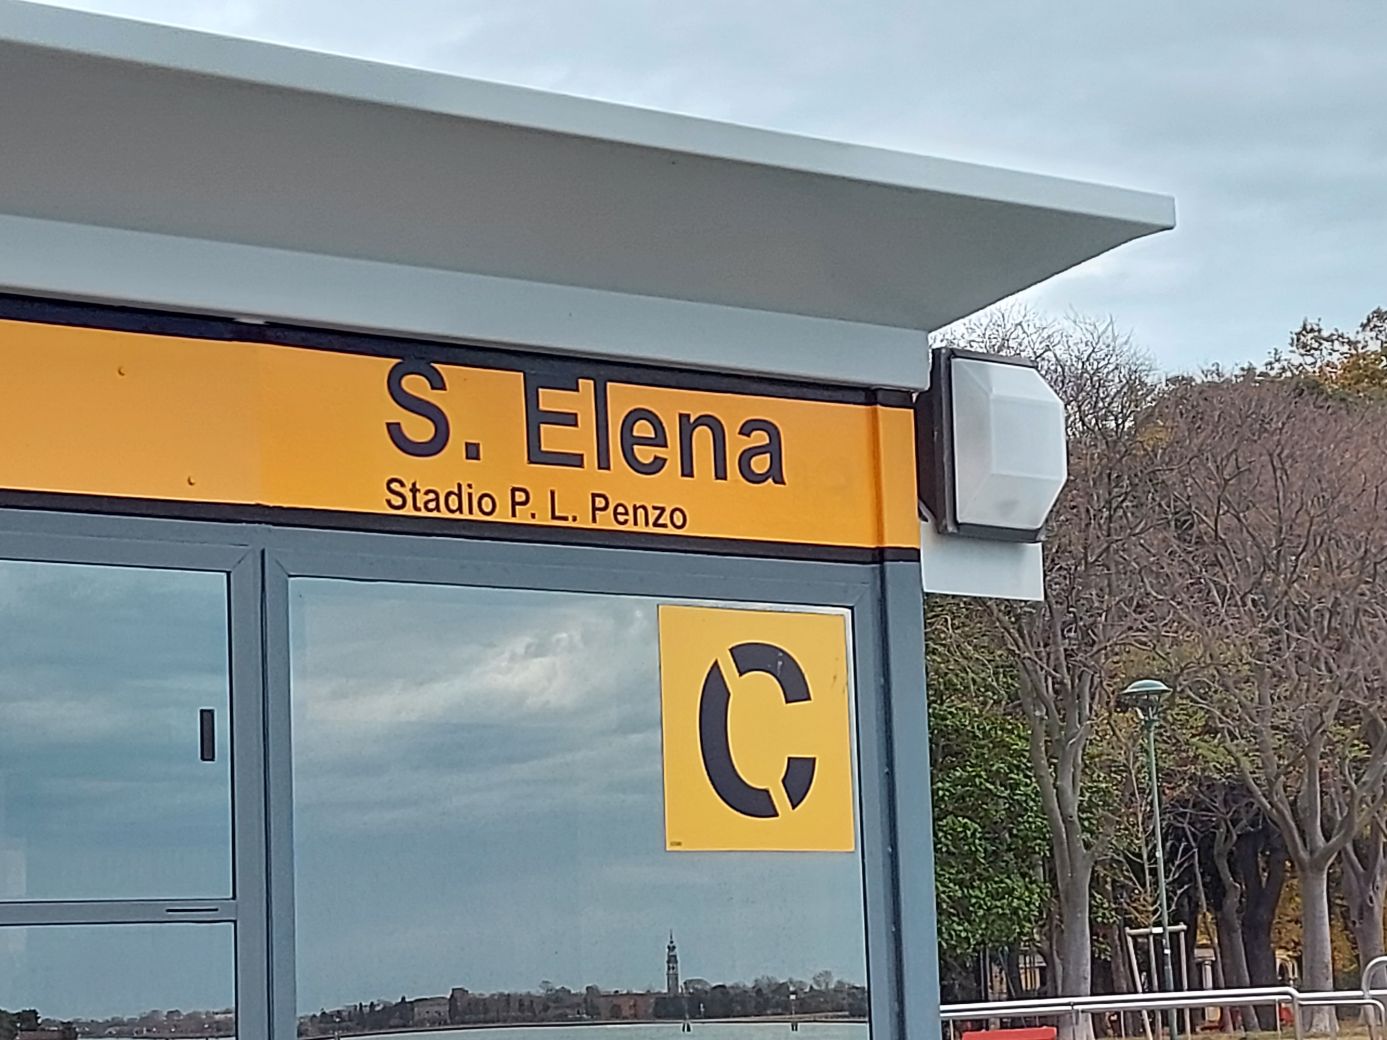 S. Elena
Stadio P. L. Penzo
C